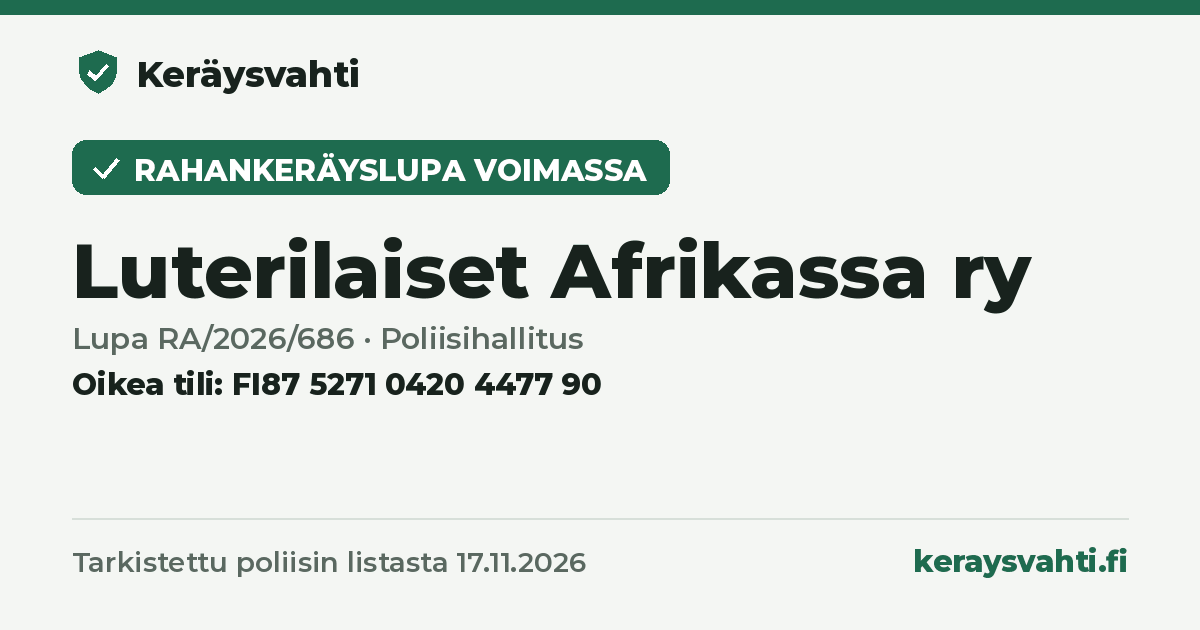 Keräysvahti
RAHANKERÄYSLUPA VOIMASSA
Luterilaiset Afrikassa ry
Lupa RA/2026/686 · Poliisihallitus
Oikea tili: FI87 5271 0420 4477 90
Tarkistettu poliisin listasta 17.11.2026
keraysvahti.fi